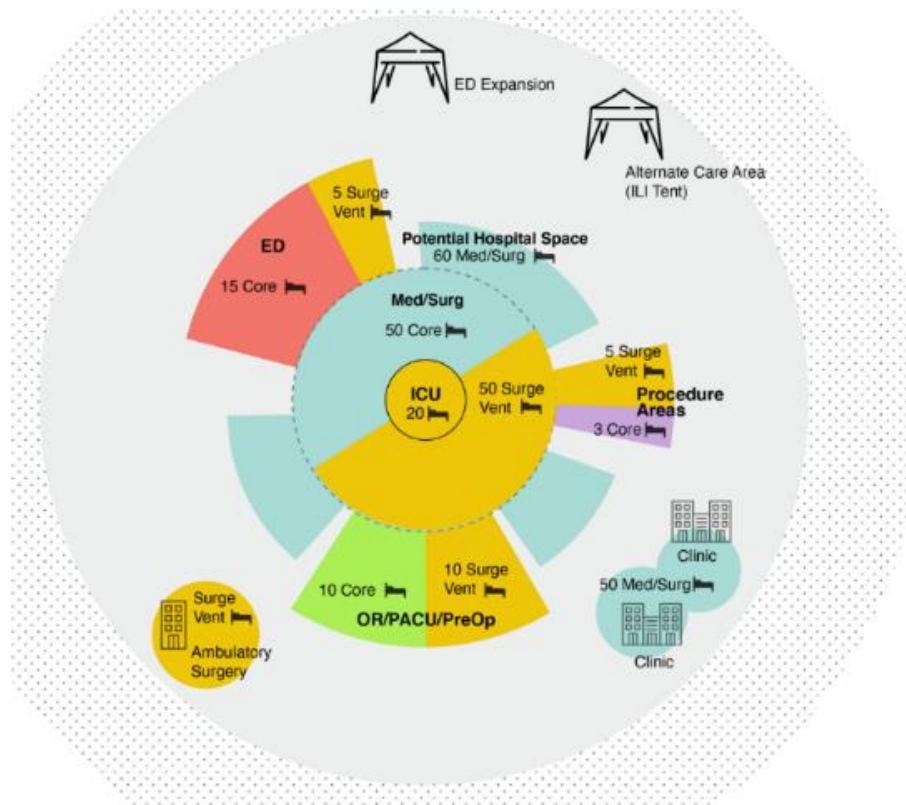 ED Expansion
Alternate Care Area
(ILI Tent)
5 Surge
Vent
ED
15 Core
Potential Hospital Space
60 Med/Surg
Med/Surg
50 Core
ICU
20
50 Surge
Vent
5 Surge
Vent
Procedure
Areas
3 Core
10 Core
10 Surge
Vent
OR/PACU/PreOp
Surge
Vent
Ambulatory
Surgery
Clinic
50 Med/Surg
Clinic